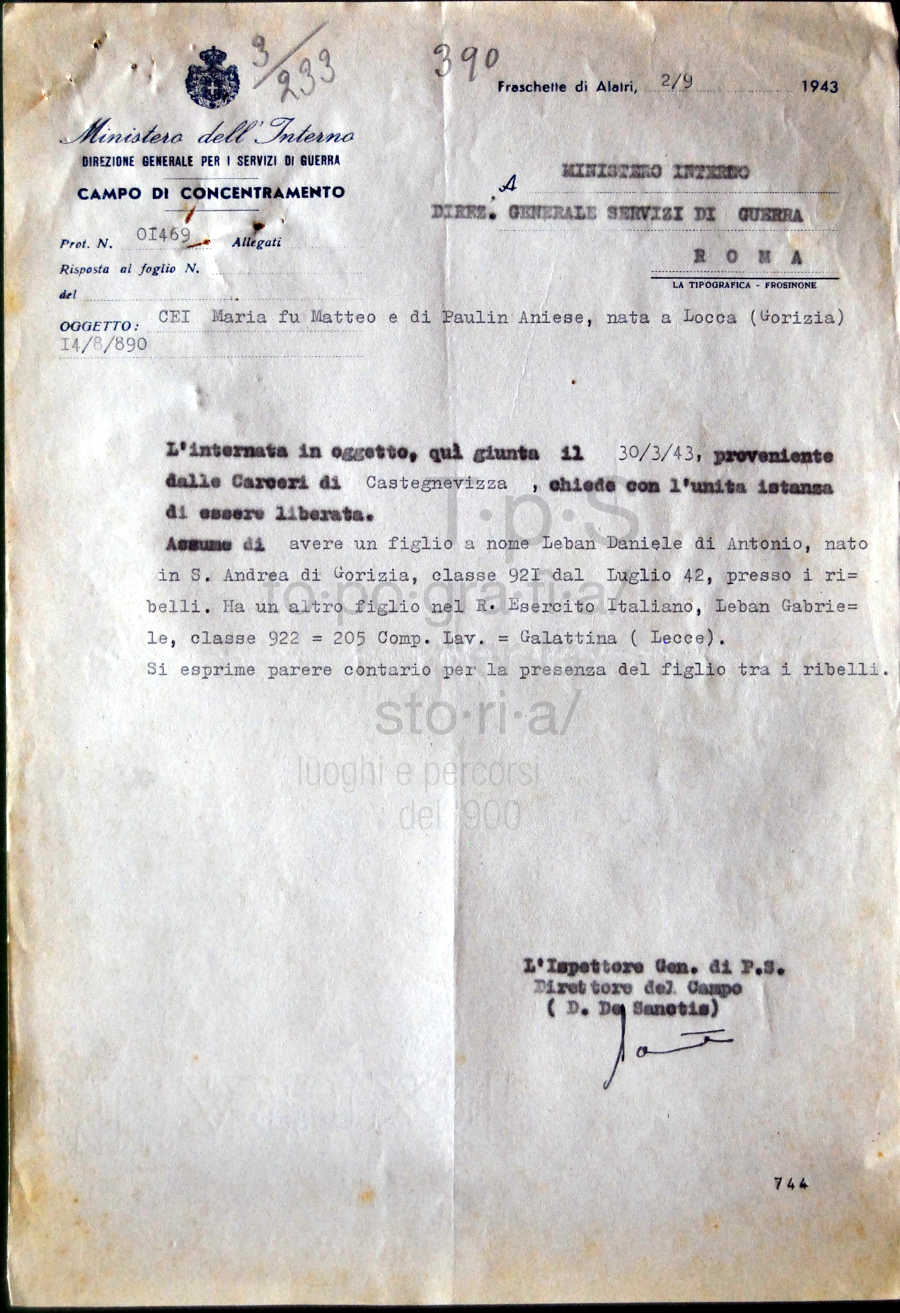 3/233
390
Fraschette di Alatri, 2/9 1943
Ministero dell'Interno
DIREZIONE GENERALE PER I SERVIZI DI GUERRA
CAMPO DI CONCENTRAMENTO
A MINISTERO INTERNO
DIREZ. GENERALE SERVIZI DI GUERRA
R O M A
LA TIPOGRAFICA - FROSINONE
Prot. N. 0I469 Allegati
Risposta al foglio N.
del
OGGETTO: CEI Maria fu Matteo e di Paulin Aniese, nata a Locca (Gorizia)
I4/8/890
L'internata in oggetto, quì giunta il 30/3/43, proveniente
dalle Carceri di Castegnevizza , chiede con l'unita istanza
di essere liberata.
Assume di avere un figlio a nome Leban Daniele di Antonio, nato
in S. Andrea di Gorizia, classe 92I dal Luglio 42, presso i ri=
belli. Ha un altro figlio nel R. Esercito Italiano, Leban Gabrie=
le, classe 922 = 205 Comp. Lav. = Galattina ( Lecce).
Si esprime parere contario per la presenza del figlio tra i ribelli.
t·p·s/
to·po·gra·fi·a/
sto·ri·a/
luoghi e percorsi
del '900
L'Ispettore Gen. di P.S.
Direttore del Campo
( D. De Sanctis)
744